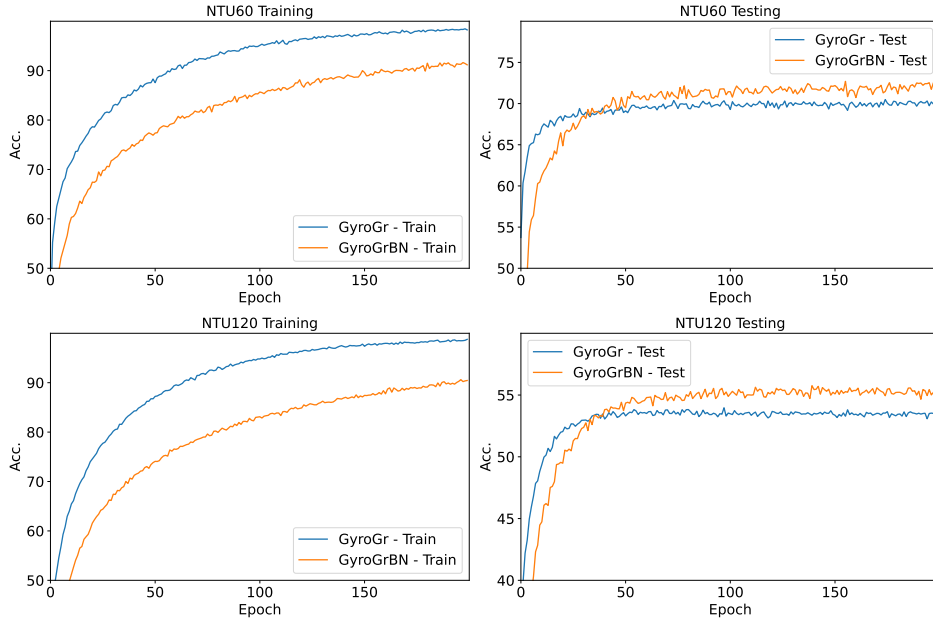 NTU60 Training
90
80
70
60
50
0
50
100
150
Acc.
Epoch
GyroGr - Train
GyroGrBN - Train
NTU60 Testing
75
70
65
60
55
50
0
50
100
150
Acc.
Epoch
GyroGr - Test
GyroGrBN - Test
NTU120 Training
90
80
70
60
50
0
50
100
150
Acc.
Epoch
GyroGr - Train
GyroGrBN - Train
NTU120 Testing
55
50
45
40
0
50
100
150
Acc.
Epoch
GyroGr - Test
GyroGrBN - Test